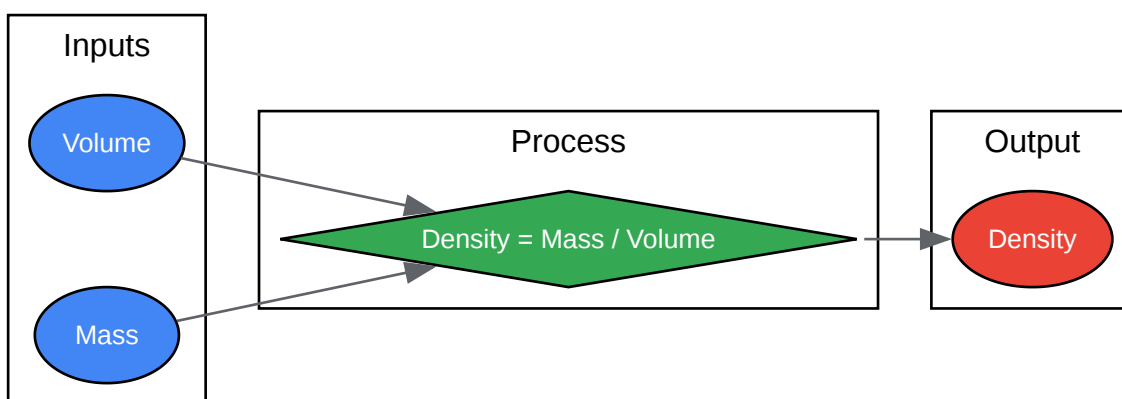 Inputs
Volume
Mass
Process
Density = Mass / Volume
Output
Density